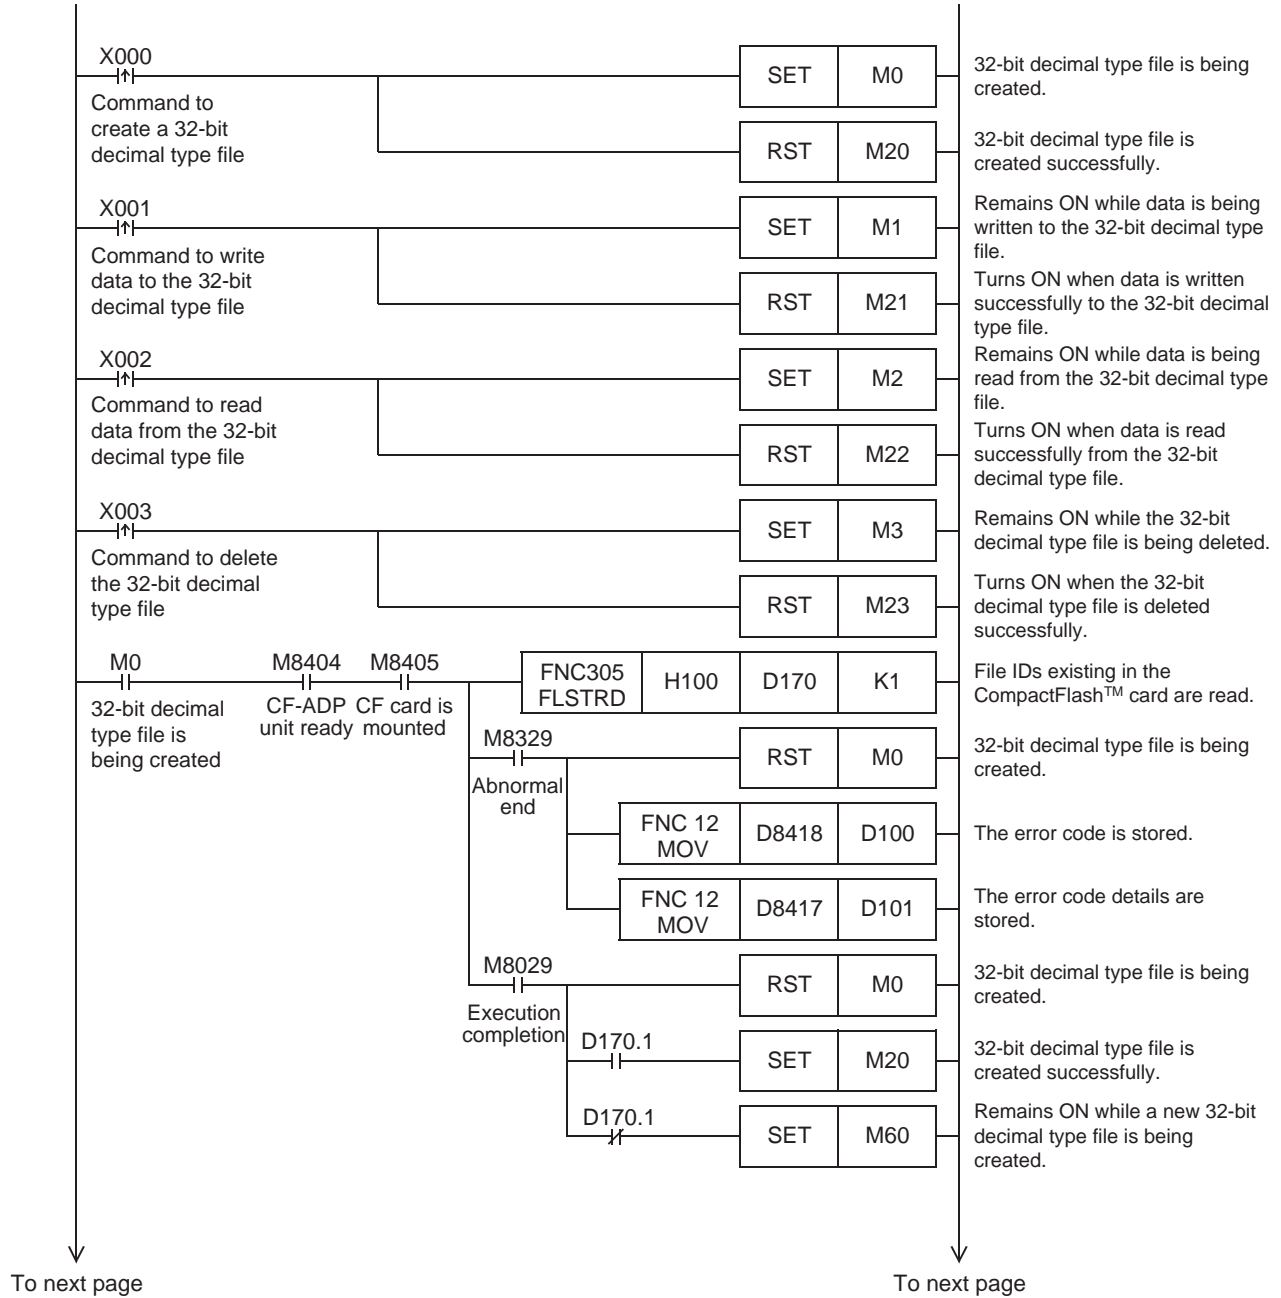 X000
SET M0
32-bit decimal type file is being
created.
Command to
create a 32-bit
decimal type file
RST M20
32-bit decimal type file is
created successfully.
X001
SET M1
Remains ON while data is being
written to the 32-bit decimal type
file.
Command to write
data to the 32-bit
decimal type file
RST M21
Turns ON when data is written
successfully to the 32-bit decimal
type file.
X002
SET M2
Remains ON while data is being
read from the 32-bit decimal type
file.
Command to read
data from the 32-bit
decimal type file
RST M22
Turns ON when data is read
successfully from the 32-bit
decimal type file.
X003
SET M3
Remains ON while the 32-bit
decimal type file is being deleted.
Command to delete
the 32-bit decimal
type file
RST M23
Turns ON when the 32-bit
decimal type file is deleted
successfully.
M0 M8404 M8405
32-bit decimal
type file is
being created
CF-ADP
unit ready
CF card is
mounted
FNC305
FLSTRD
H100 D170 K1
File IDs existing in the
CompactFlash™ card are read.
M8329
Abnormal
end
RST M0
32-bit decimal type file is being
created.
FNC 12
MOV
D8418 D100
The error code is stored.
FNC 12
MOV
D8417 D101
The error code details are
stored.
M8029
Execution
completion
RST M0
32-bit decimal type file is being
created.
D170.1
SET M20
32-bit decimal type file is
created successfully.
D170.1
SET M60
Remains ON while a new 32-bit
decimal type file is being
created.
To next page To next page